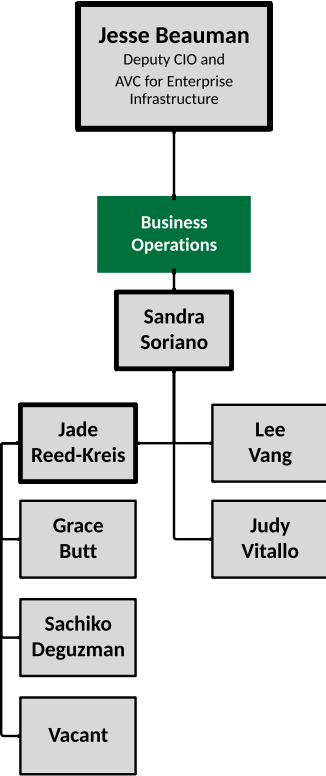 Jesse Beauman
Deputy CIO and
AVC for Enterprise
Infrastructure
Business
Operations
Sandra
Soriano
Jade
Reed-Kreis
Lee
Vang
Grace
Butt
Judy
Vitallo
Sachiko
Deguzman
Vacant